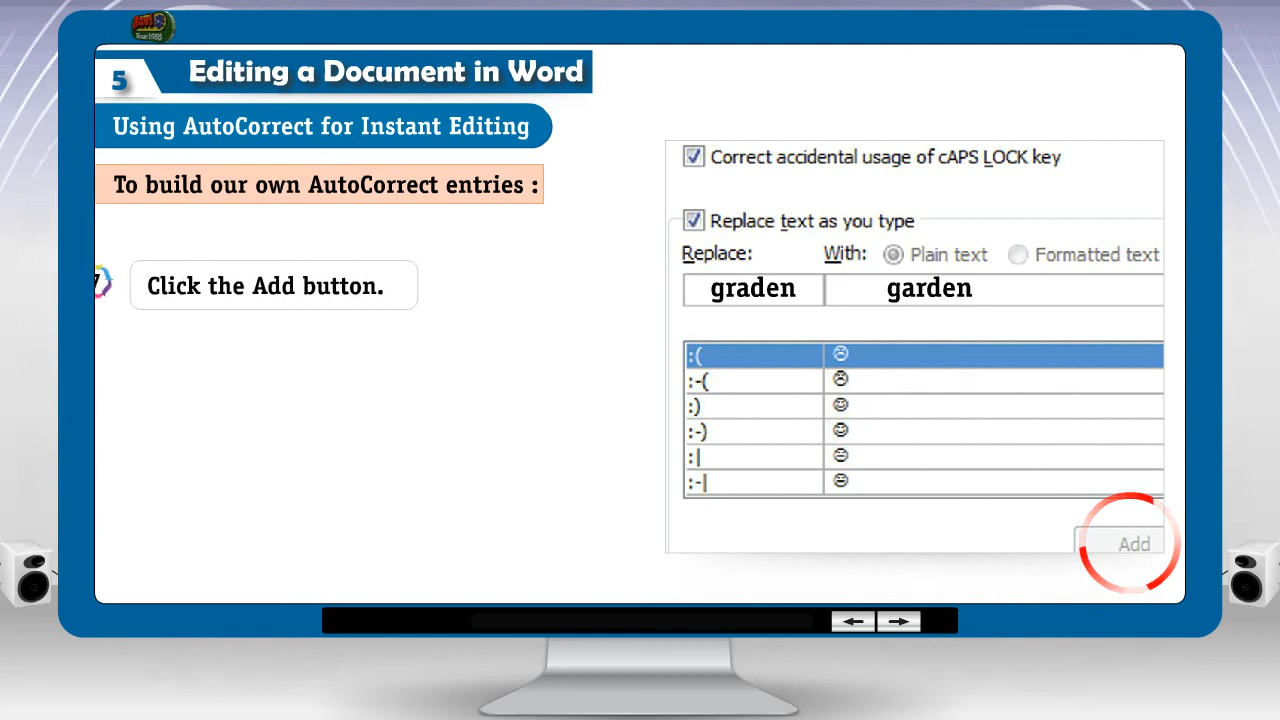 5
Editing a Document in Word
Using AutoCorrect for Instant Editing
To build our own AutoCorrect entries :
Click the Add button.
Correct accidental usage of cAPS LOCK key
Replace text as you type
Replace: With: Plain text Formatted text
graden garden
:( ☹
:-( ☹
:) ☺
:-) ☺
:| 😐
:-| 😐
Add